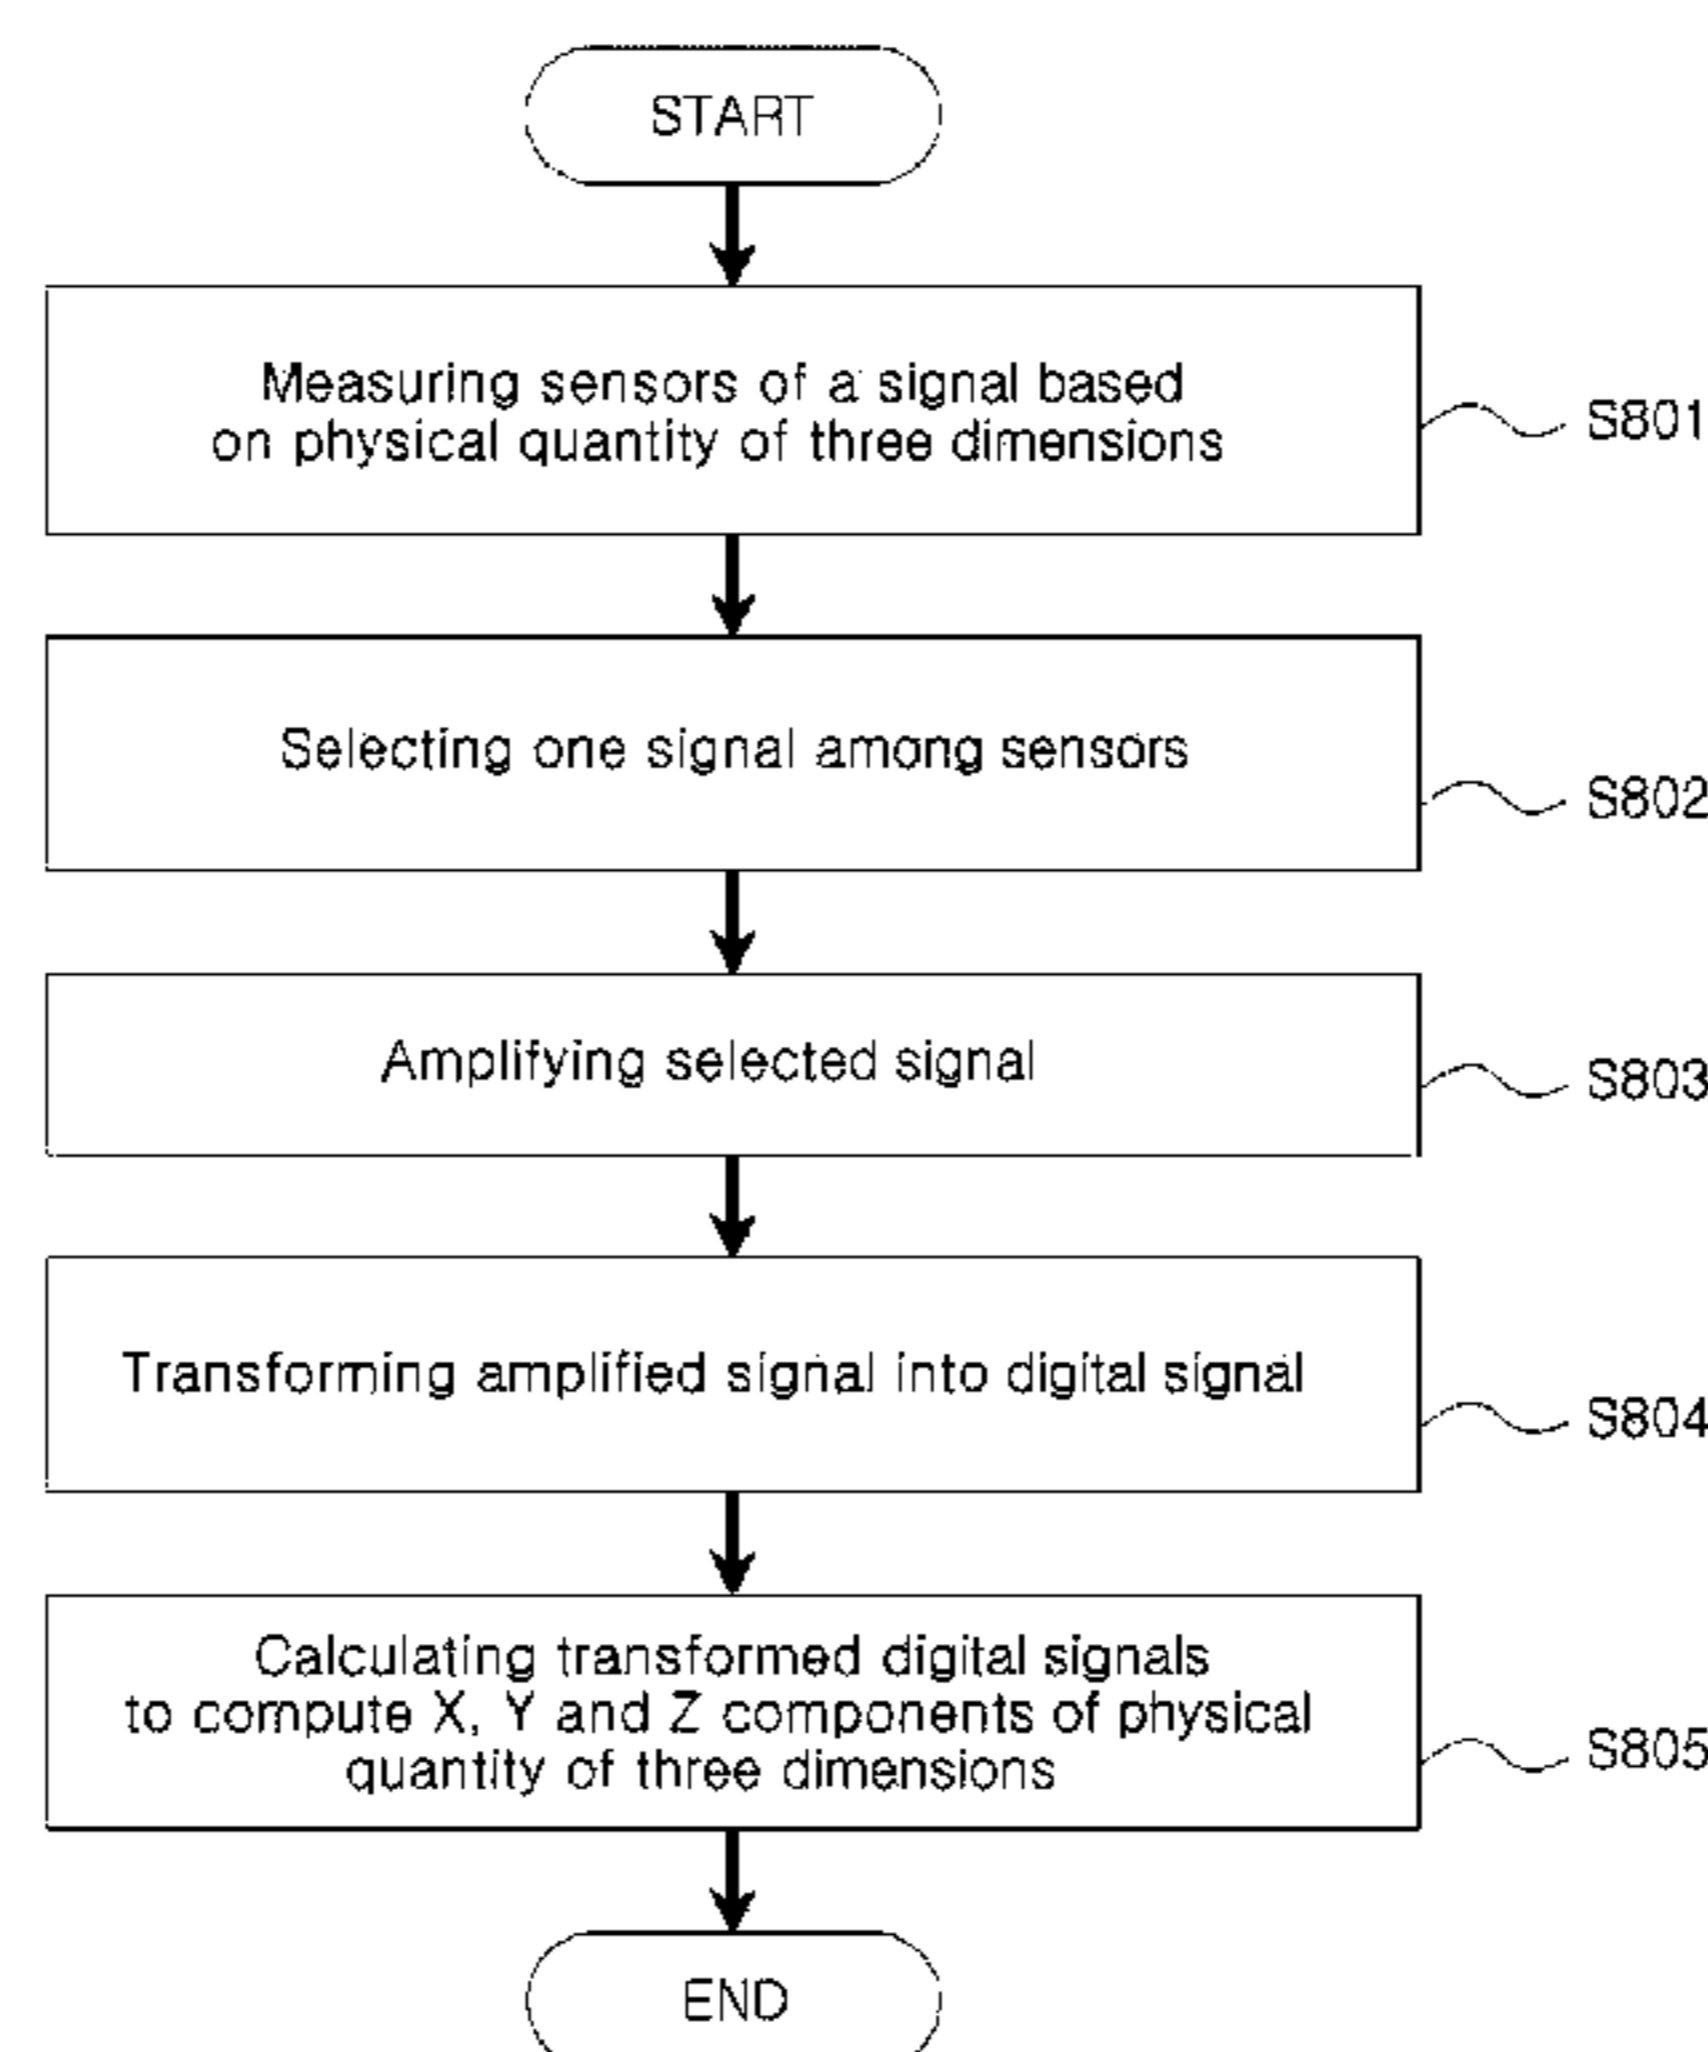 START
Measuring sensors of a signal based
on physical quantity of three dimensions
S801
Selecting one signal among sensors
S802
Amplifying selected signal
S803
Transforming amplified signal into digital signal
S804
Calculating transformed digital signals
to compute X, Y and Z components of physical
quantity of three dimensions
S805
END